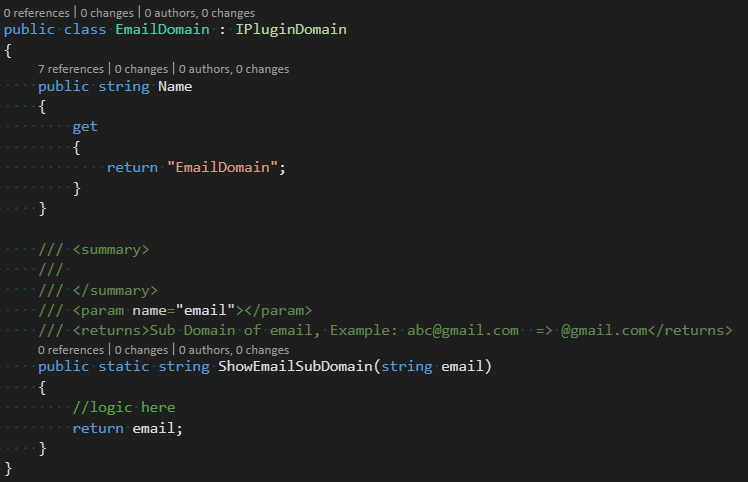 0 references | 0 changes | 0 authors, 0 changes
public class EmailDomain : IPluginDomain
{
7 references | 0 changes | 0 authors, 0 changes
public string Name
{
get
{
return "EmailDomain";
}
}
/// <summary>
///
/// </summary>
/// <param name="email"></param>
/// <returns>Sub Domain of email, Example: abc@gmail.com  => @gmail.com</returns>
0 references | 0 changes | 0 authors, 0 changes
public static string ShowEmailSubDomain(string email)
{
//logic here
return email;
}
}